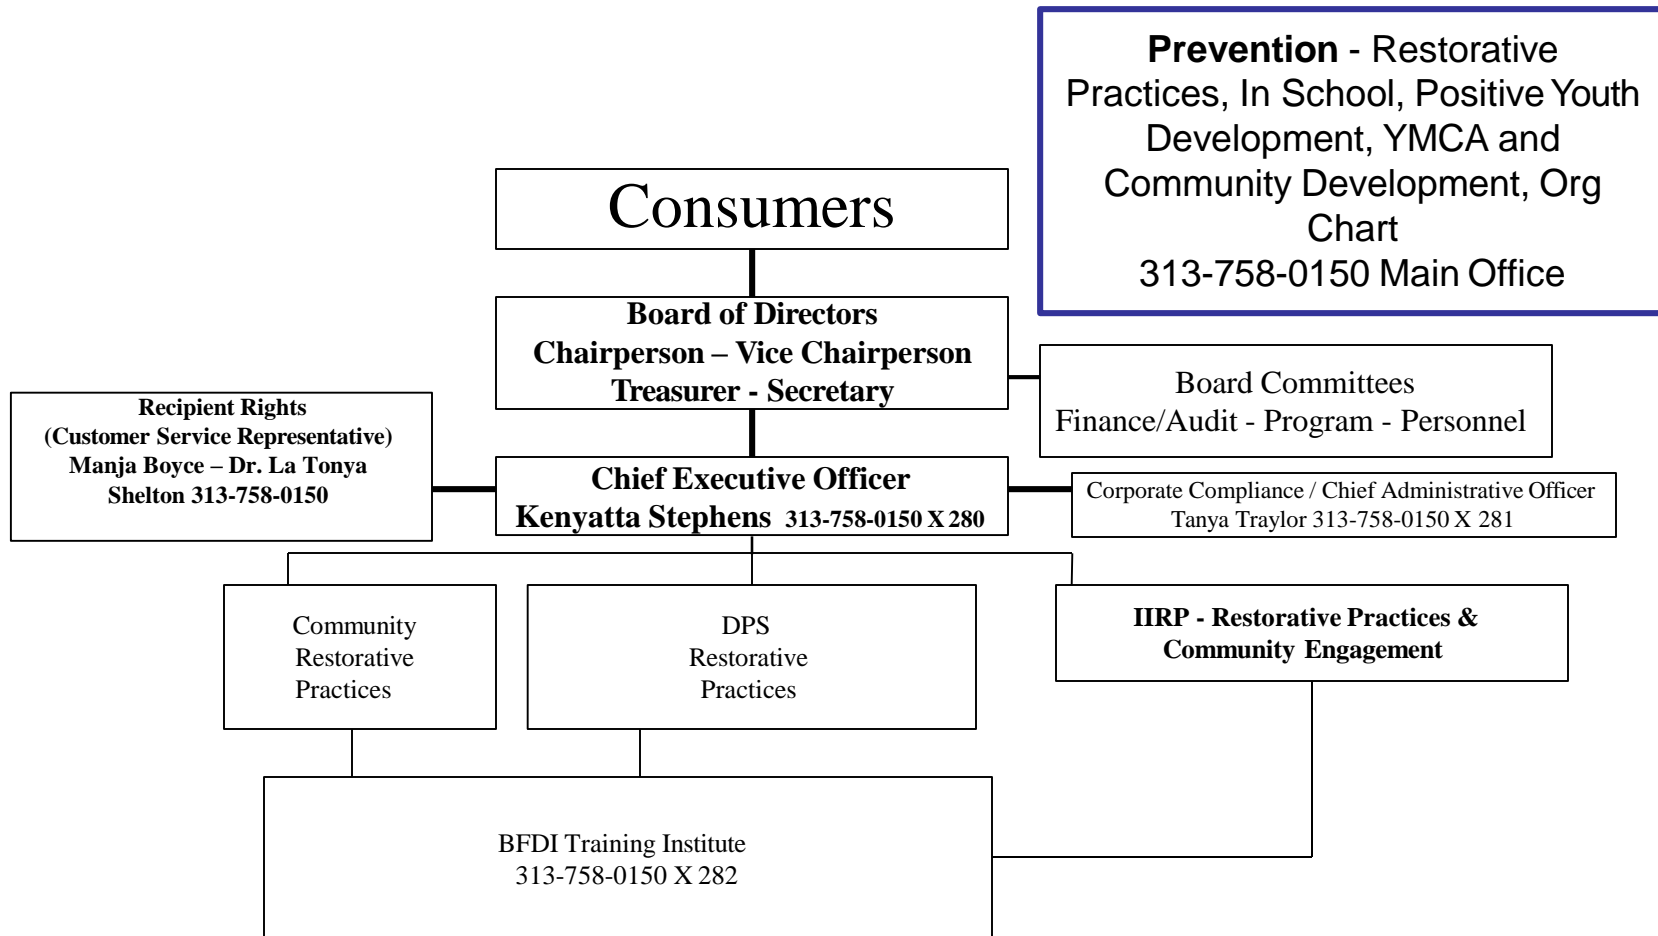 Prevention - Restorative
Practices, In School, Positive Youth
Development, YMCA and
Community Development, Org
Chart
313-758-0150 Main Office
Consumers
Board of Directors
Chairperson – Vice Chairperson
Treasurer - Secretary
Board Committees
Finance/Audit - Program - Personnel
Recipient Rights
(Customer Service Representative)
Manja Boyce – Dr. La Tonya
Shelton 313-758-0150
Chief Executive Officer
Kenyatta Stephens 313-758-0150 X 280
Corporate Compliance / Chief Administrative Officer
Tanya Traylor 313-758-0150 X 281
Community
Restorative
Practices
DPS
Restorative
Practices
IIRP - Restorative Practices &
Community Engagement
BFDI Training Institute
313-758-0150 X 282